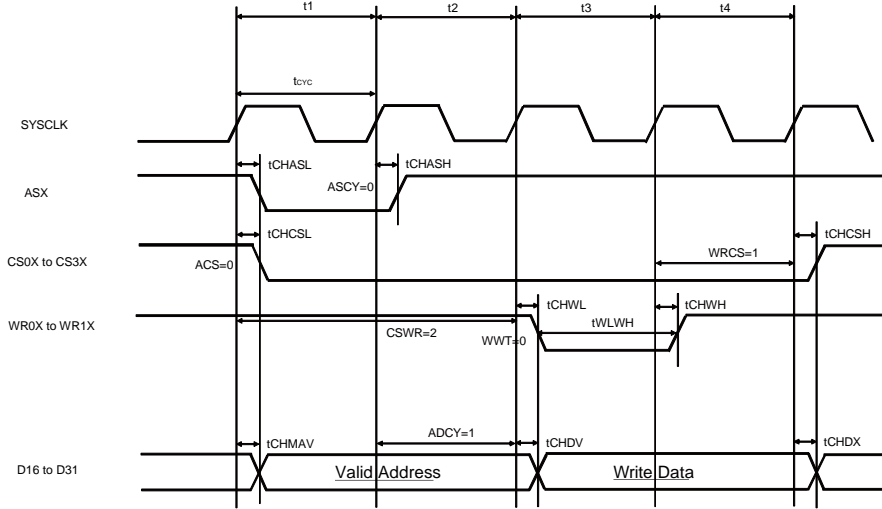 t1 t2 t3 t4
tCYC
SYSCLK
tCHASL tCHASH
ASCY=0
ASX
tCHCSL tCHCSH
WRCS=1
CS0X to CS3X
ACS=0
WR0X to WR1X
tCHWL tCHWH
tWLWH
CSWR=2
WWT=0
tCHMAV ADCY=1 tCHDV tCHDX
D16 to D31
Valid Address Write Data